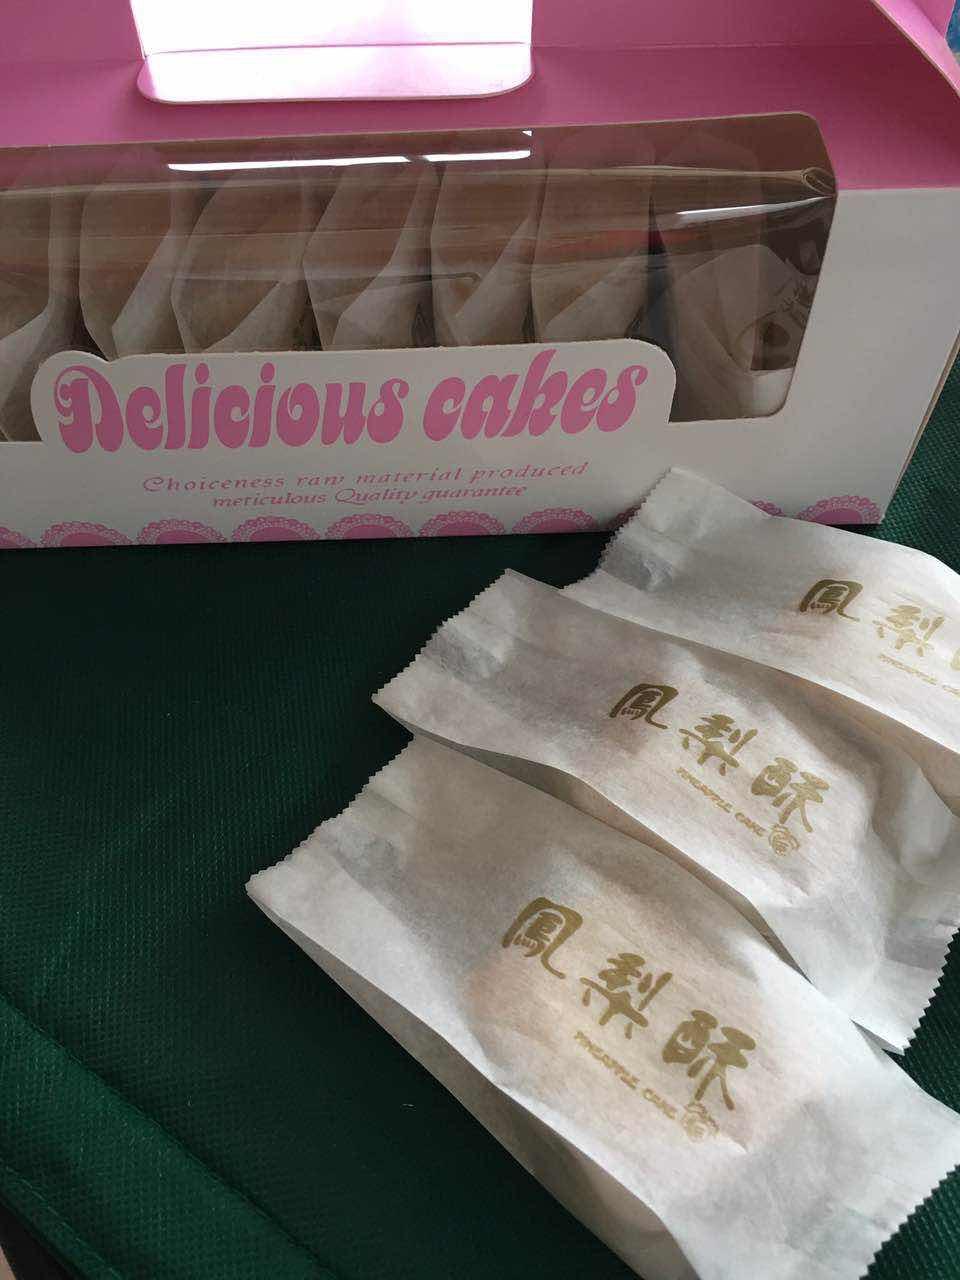 Delicious cakes
Choiceness raw material produced
meticulous Quality guarantee
鳳梨
PINEAPPLE
鳳梨酥
PINEAPPLE CAKE
鳳梨酥
PINEAPPLE CAKE